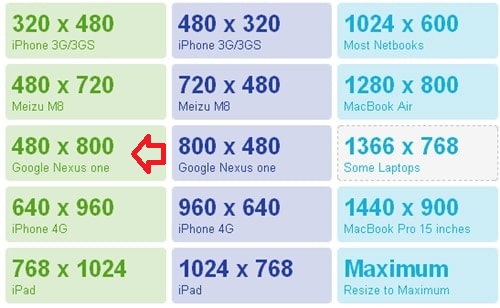 320 x 480
iPhone 3G/3GS
480 x 320
iPhone 3G/3GS
1024 x 600
Most Netbooks
480 x 720
Meizu M8
720 x 480
Meizu M8
1280 x 800
MacBook Air
480 x 800
Google Nexus one
800 x 480
Google Nexus one
1366 x 768
Some Laptops
640 x 960
iPhone 4G
960 x 640
iPhone 4G
1440 x 900
MacBook Pro 15 inches
768 x 1024
iPad
1024 x 768
iPad
Maximum
Resize to Maximum